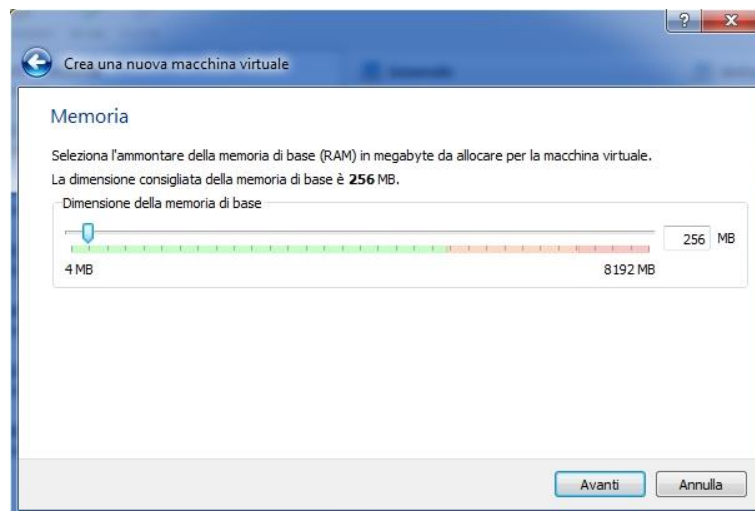 Crea una nuova macchina virtuale
Memoria
Seleziona l'ammontare della memoria di base (RAM) in megabyte da allocare per la macchina virtuale.
La dimensione consigliata della memoria di base è 256 MB.
Dimensione della memoria di base
256 MB
4 MB 8192 MB
Avanti Annulla